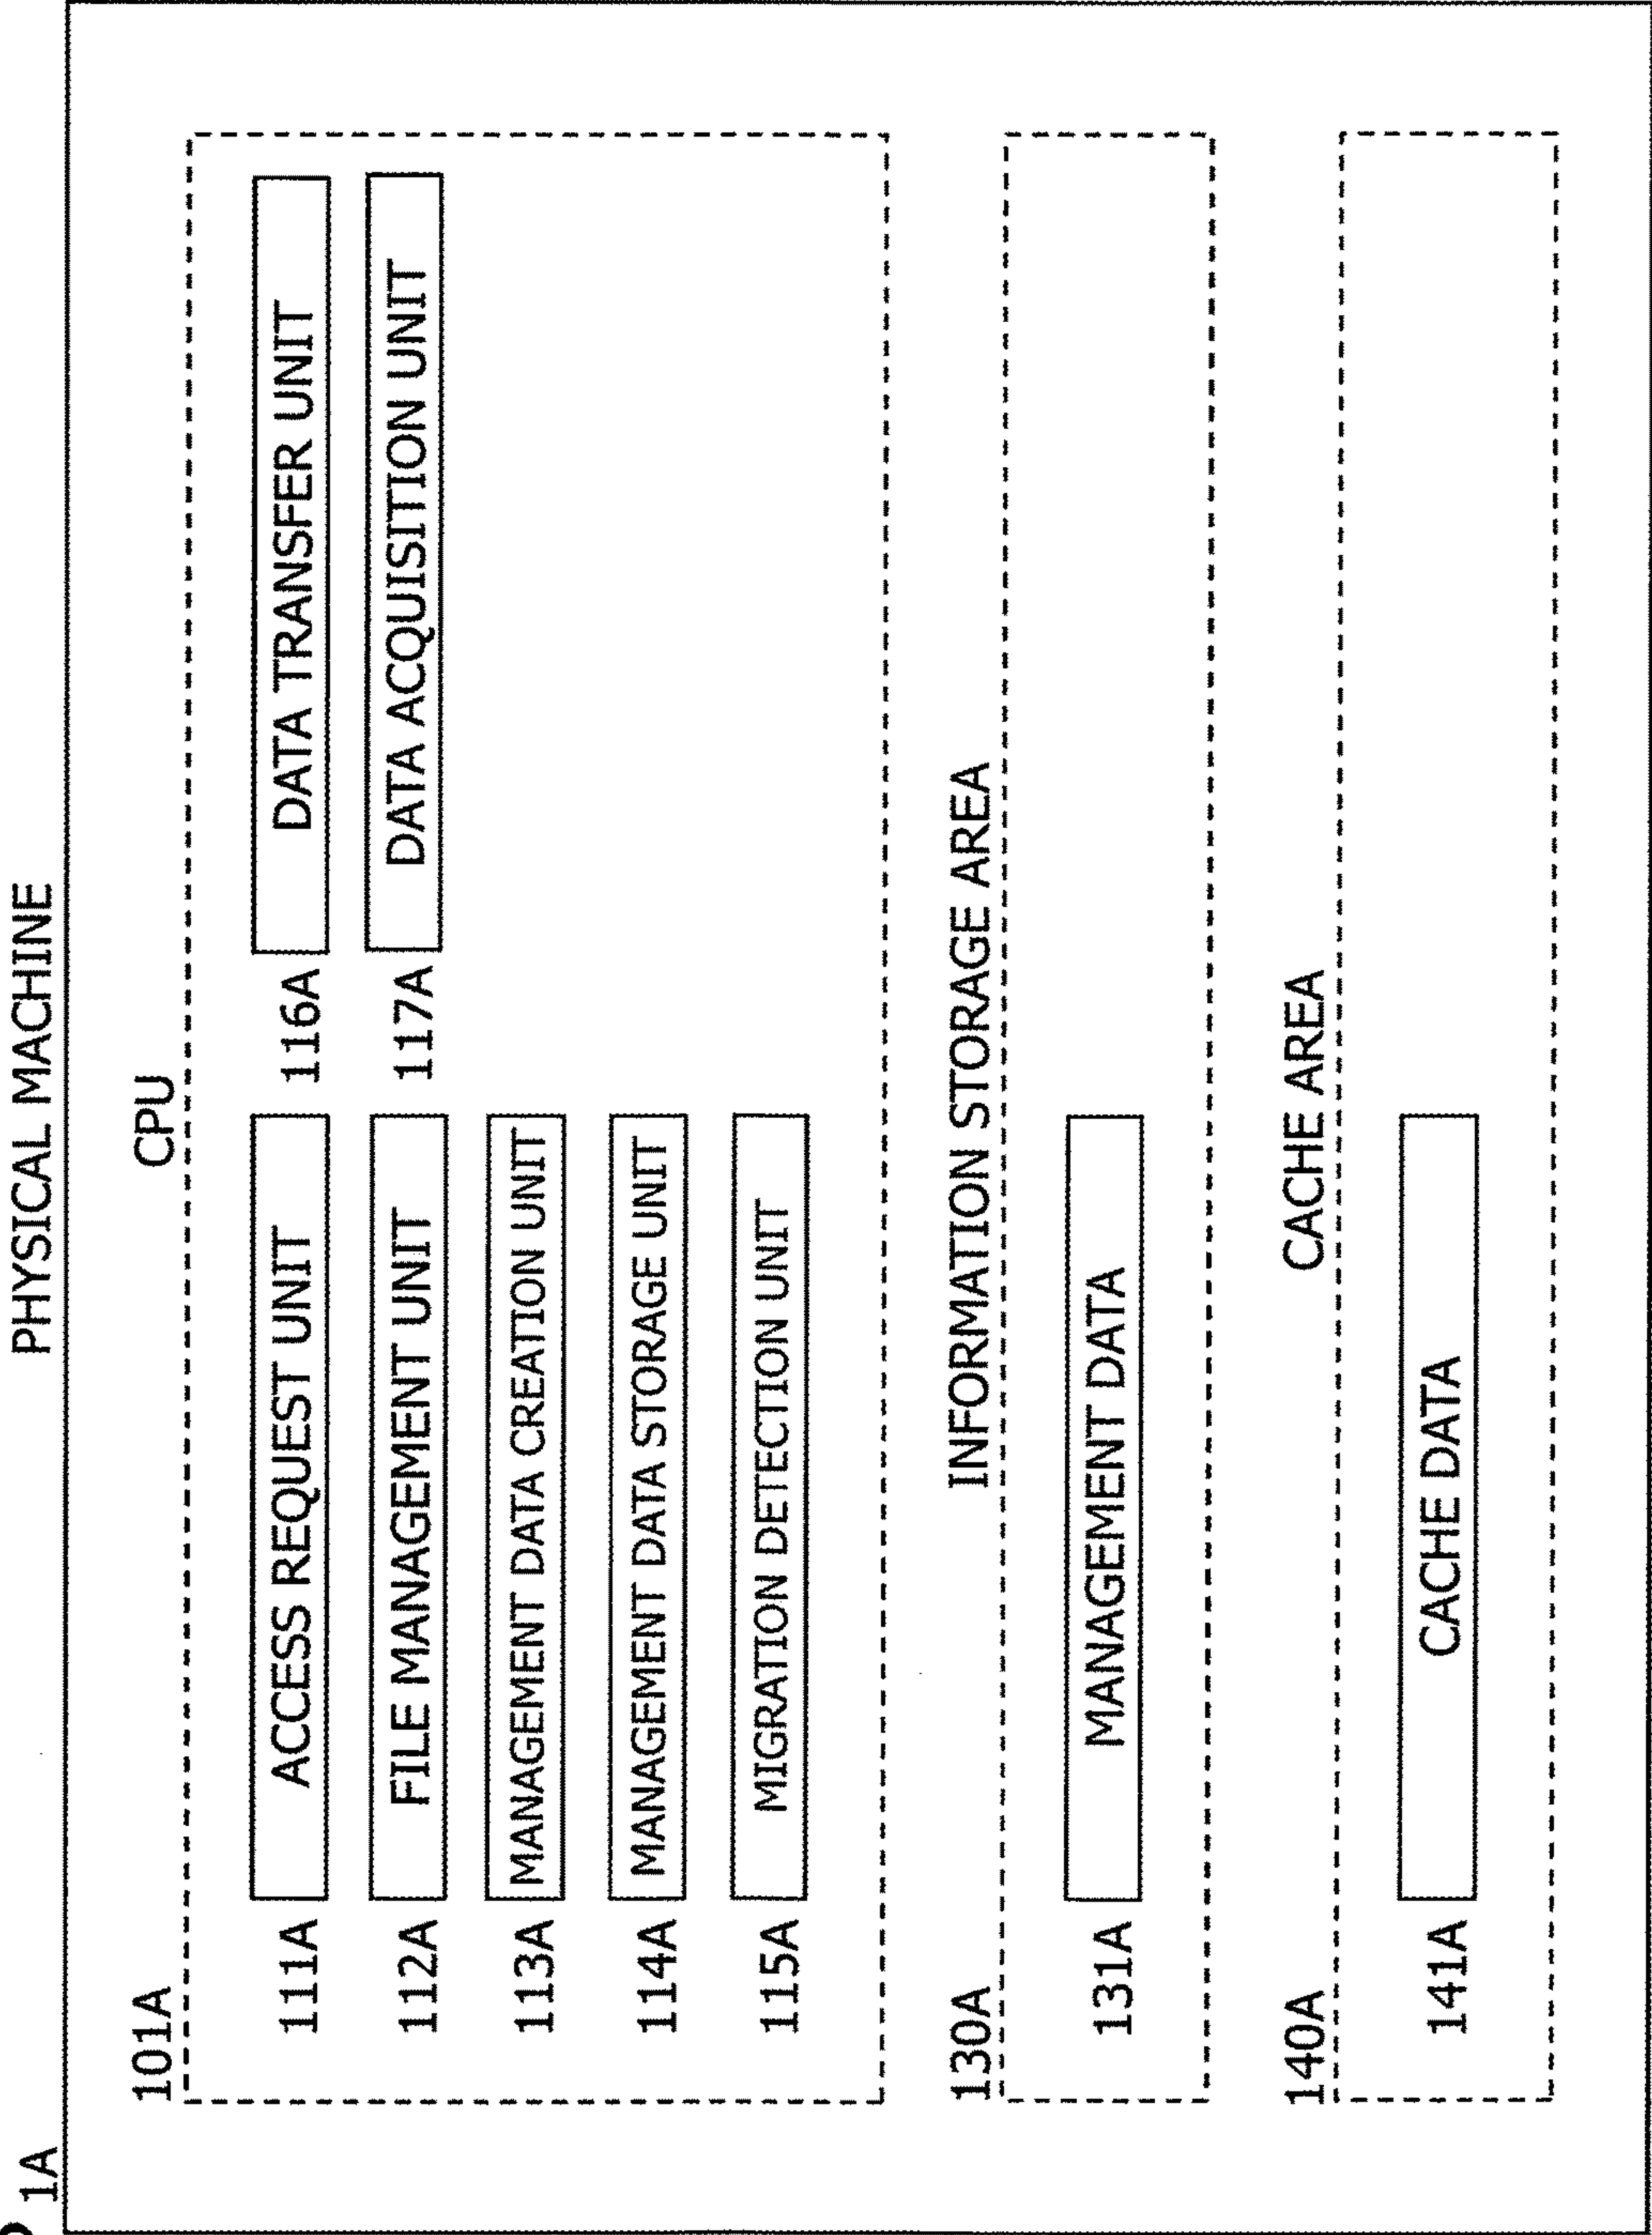 1A
PHYSICAL MACHINE
101A
CPU
111A
ACCESS REQUEST UNIT
116A
DATA TRANSFER UNIT
112A
FILE MANAGEMENT UNIT
117A
DATA ACQUISITION UNIT
113A
MANAGEMENT DATA CREATION UNIT
114A
MANAGEMENT DATA STORAGE UNIT
115A
MIGRATION DETECTION UNIT
130A
INFORMATION STORAGE AREA
131A
MANAGEMENT DATA
140A
CACHE AREA
141A
CACHE DATA